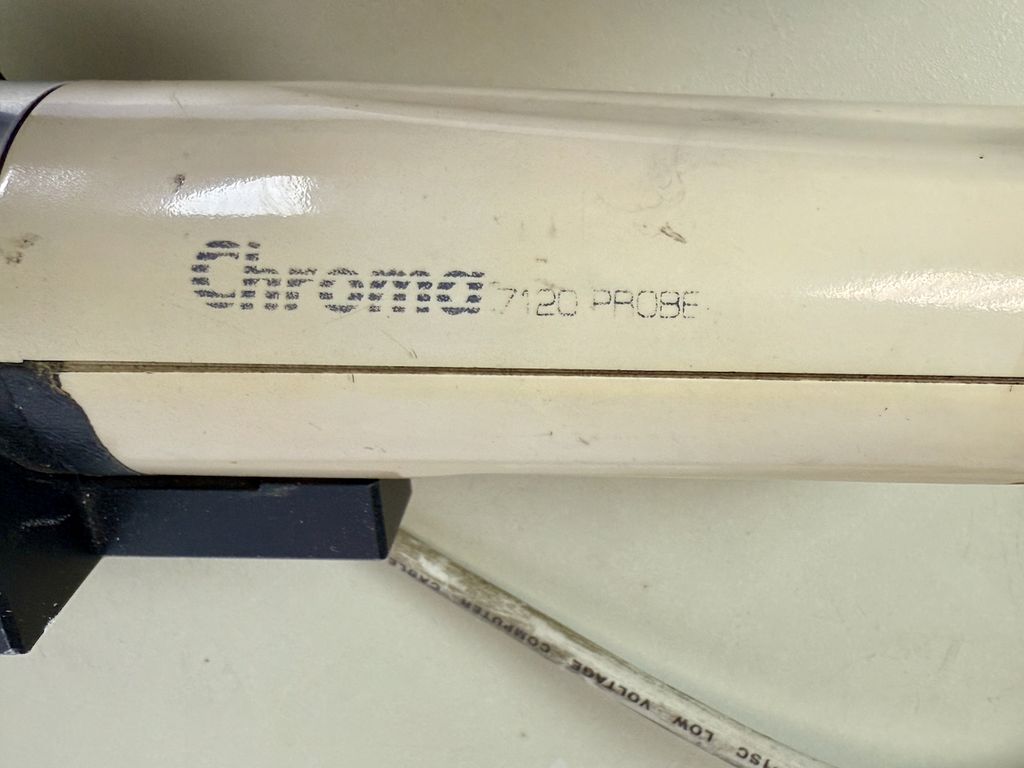 Chroma 7120 PROBE
LOW VOLTAGE COMPUTER CABLE